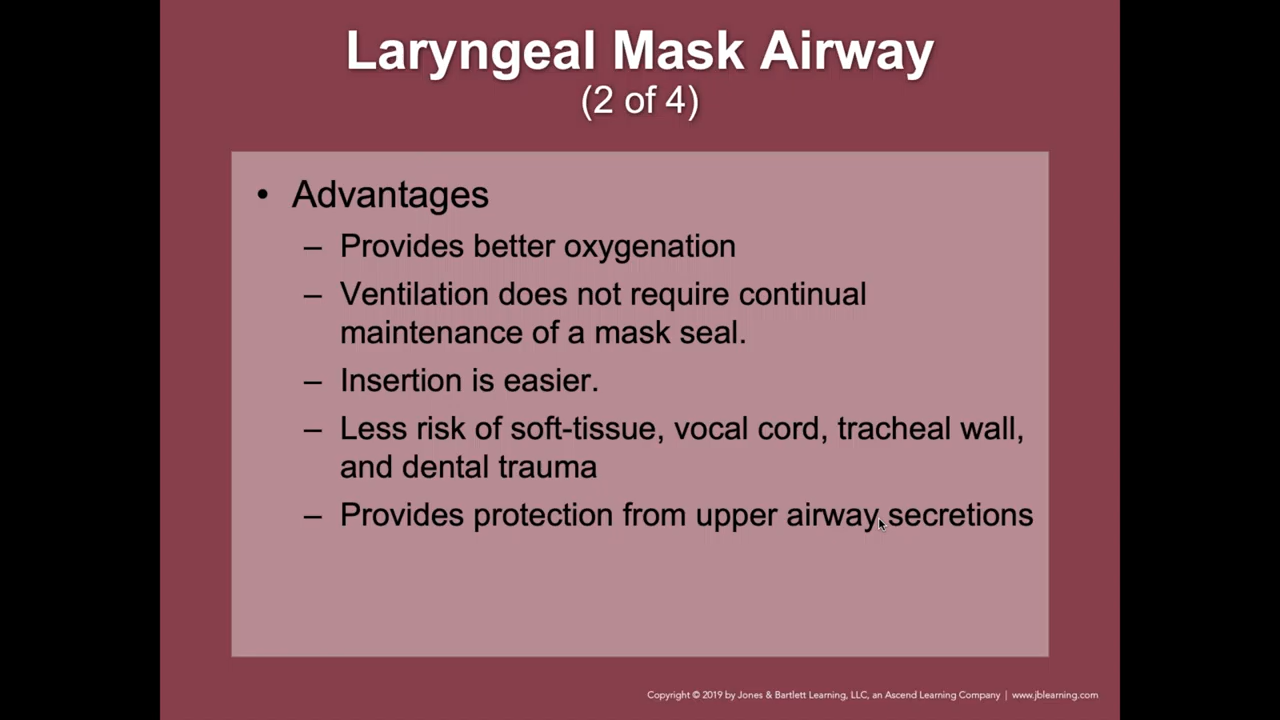 Laryngeal Mask Airway
(2 of 4)
• Advantages
– Provides better oxygenation
– Ventilation does not require continual
maintenance of a mask seal.
– Insertion is easier.
– Less risk of soft-tissue, vocal cord, tracheal wall,
and dental trauma
– Provides protection from upper airway secretions
Copyright © 2019 by Jones & Bartlett Learning, LLC, an Ascend Learning Company | www.jblearning.com